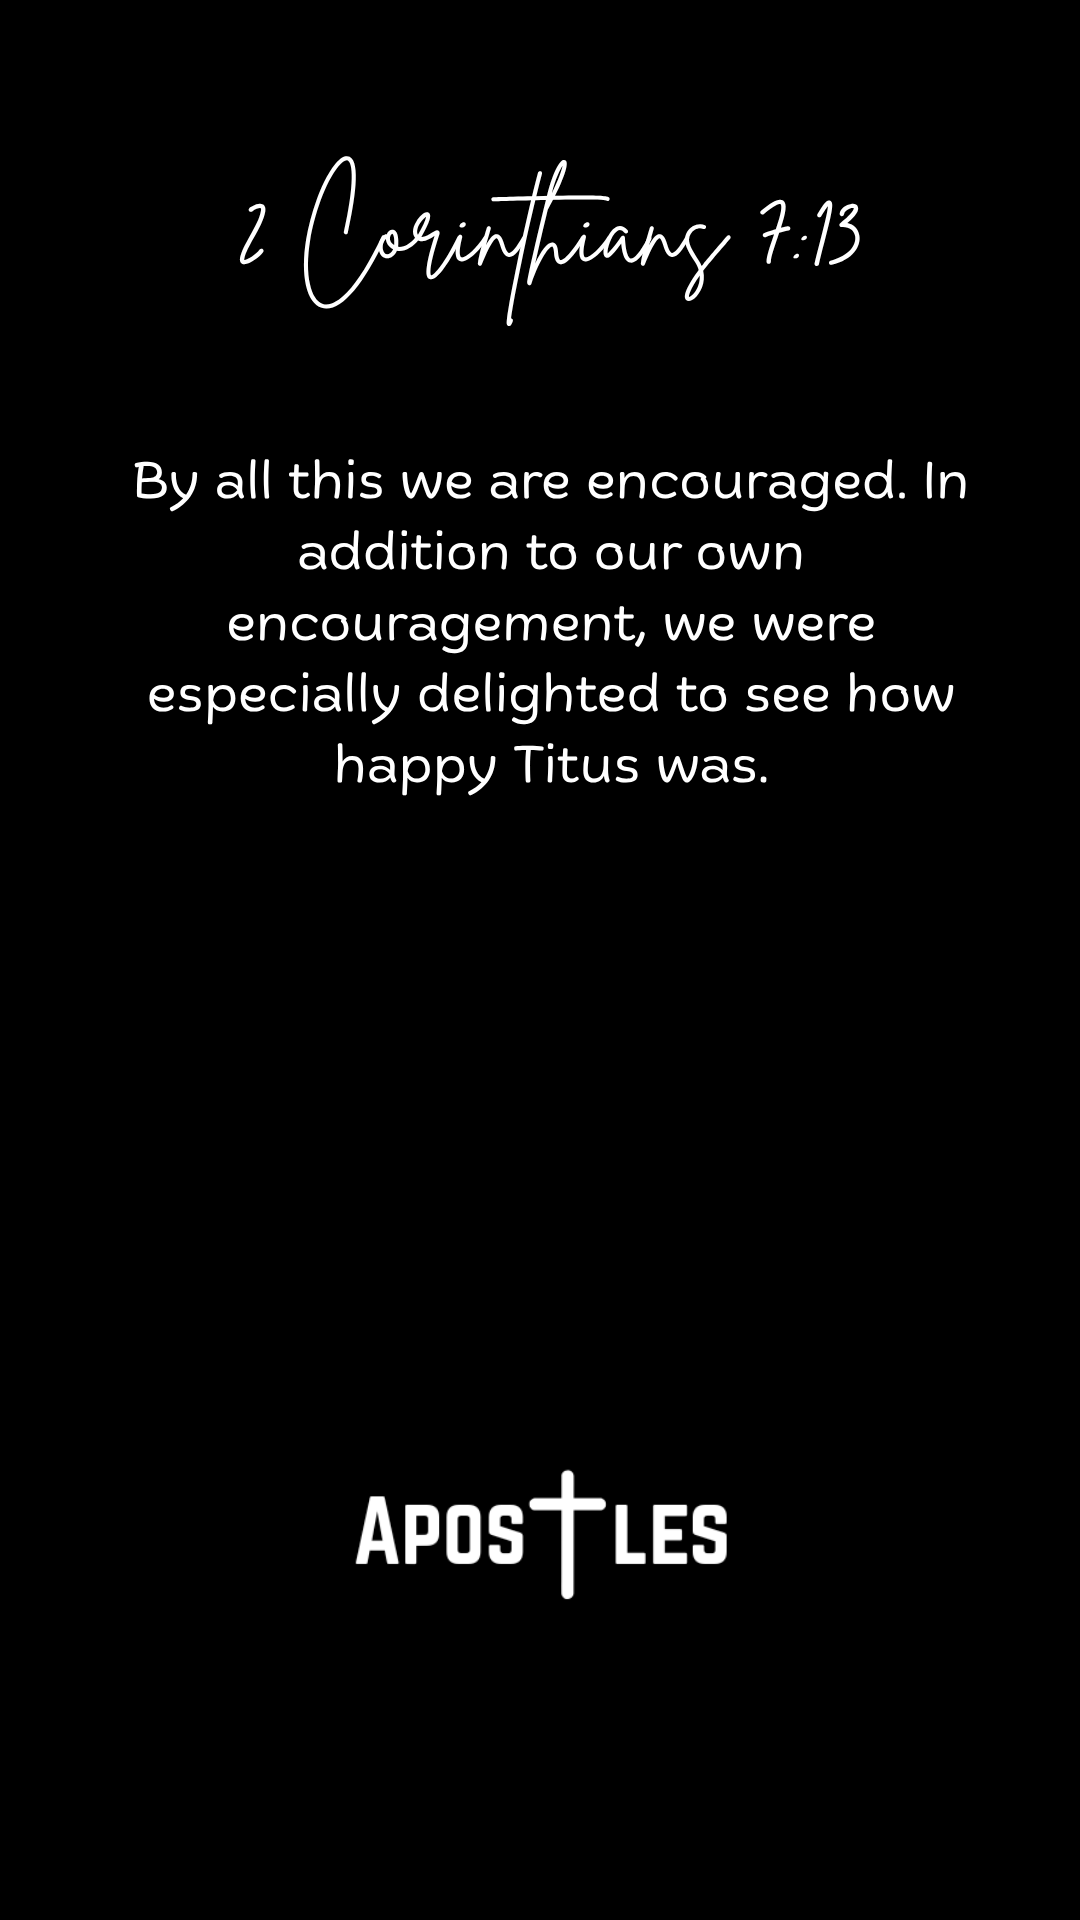 2 Corinthians 7:13
By all this we are encouraged. In
addition to our own
encouragement, we were
especially delighted to see how
happy Titus was.
Apostles